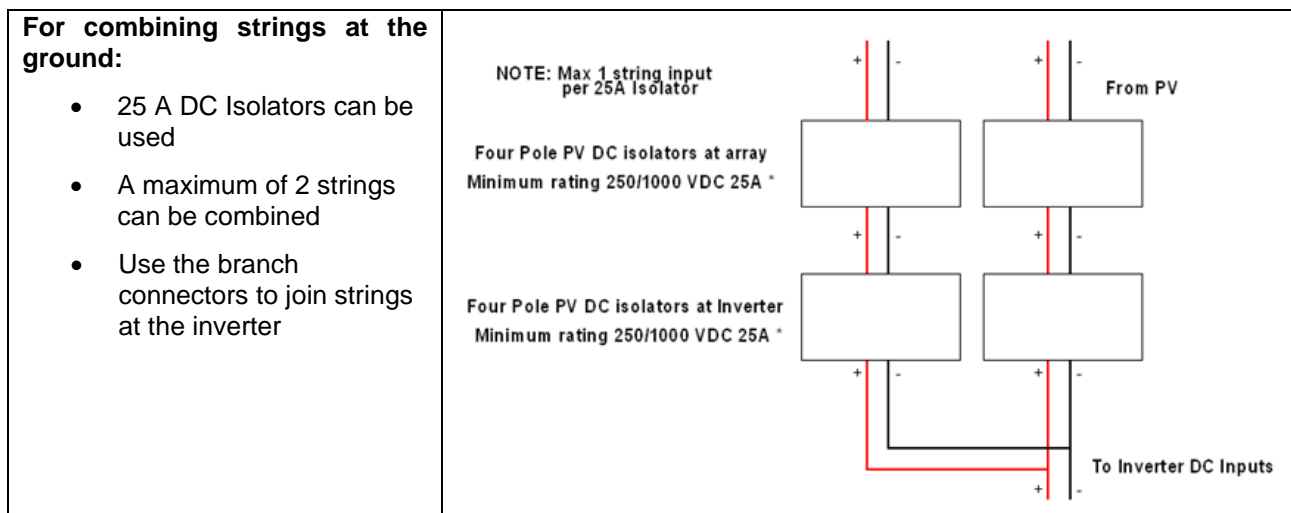 For combining strings at the
ground:
• 25 A DC Isolators can be
used
• A maximum of 2 strings
can be combined
• Use the branch
connectors to join strings
at the inverter
NOTE: Max 1 string input
per 25A Isolator
+ - + -
From PV
Four Pole PV DC isolators at array
Minimum rating 250/1000 VDC 25A *
+ - + -
Four Pole PV DC isolators at Inverter
Minimum rating 250/1000 VDC 25A *
+ - + -
To Inverter DC Inputs
+ -